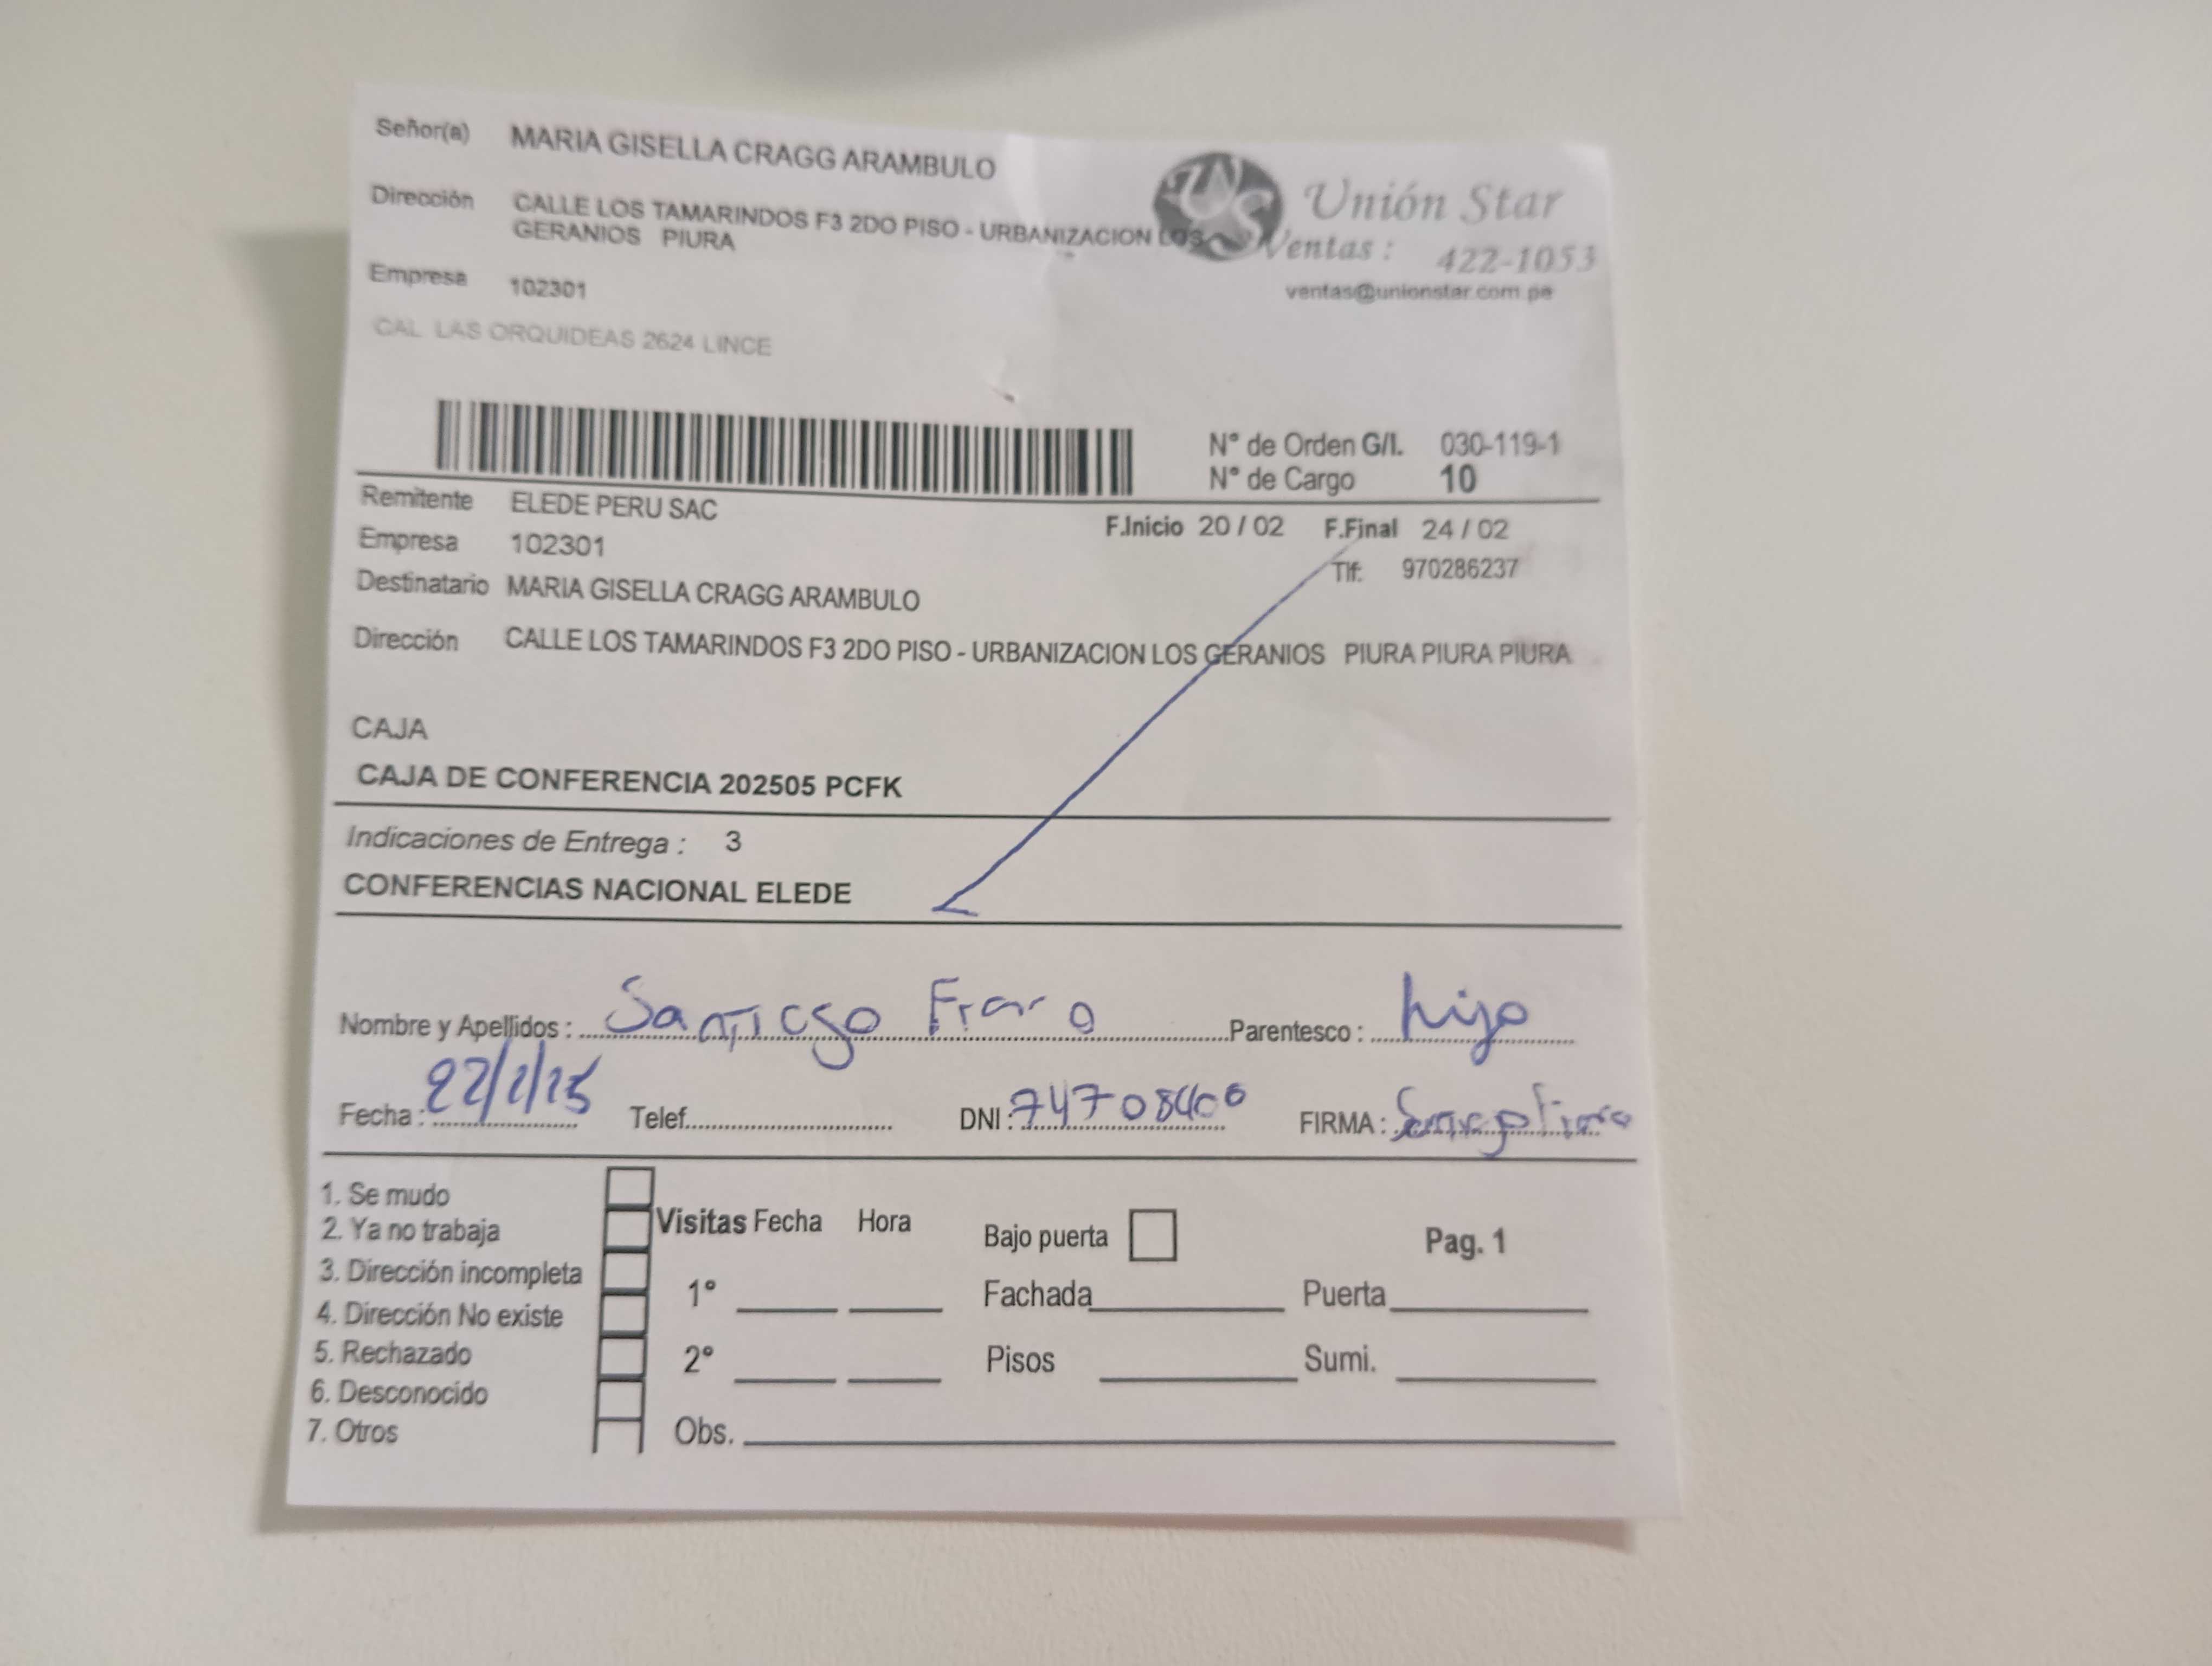 Señor(a) MARIA GISELLA CRAGG ARAMBULO
Unión Star
Dirección CALLE LOS TAMARINDOS F3 2DO PISO - URBANIZACION LOS
GERANIOS PIURA
Ventas : 422-1053
ventas@unionstar.com.pe
Empresa 102301
CAL. LAS ORQUIDEAS 2624 LINCE
N° de Orden G/I. 030-119-1
N° de Cargo 10
Remitente ELEDE PERU SAC
F.Inicio 20 / 02 F.Final 24 / 02
Empresa 102301
Tlf: 970286237
Destinatario MARIA GISELLA CRAGG ARAMBULO
Dirección CALLE LOS TAMARINDOS F3 2DO PISO - URBANIZACION LOS GERANIOS PIURA PIURA PIURA
CAJA
CAJA DE CONFERENCIA 202505 PCFK
Indicaciones de Entrega : 3
CONFERENCIAS NACIONAL ELEDE
Nombre y Apellidos : Santiago Parentesco : hijo
Fecha : Telef. DNI : FIRMA :
1. Se mudo
2. Ya no trabaja
3. Dirección incompleta
4. Dirección No existe
5. Rechazado
6. Desconocido
7. Otros
Visitas Fecha Hora
1°
2°
Bajo puerta
Pag. 1
Fachada Puerta
Pisos Sumi.
Obs.